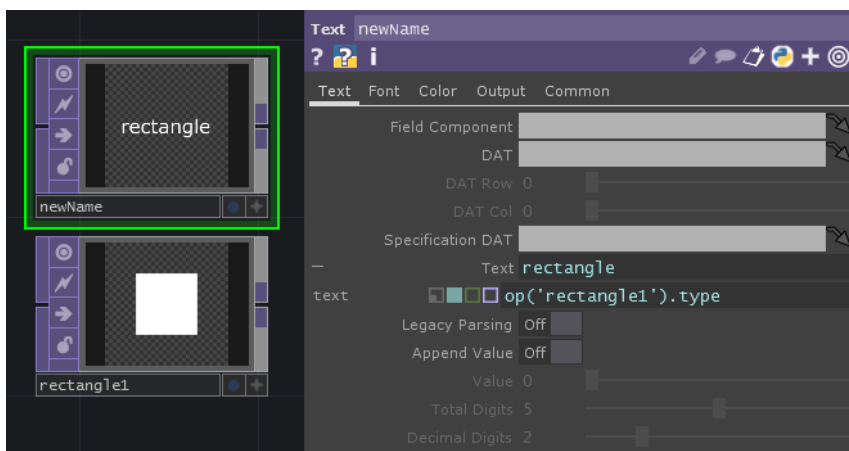 rectangle
newName
rectangle1
Text newName
? ? i
Text Font Color Output Common
Field Component
DAT
DAT Row 0
DAT Col 0
Specification DAT
Text rectangle
text op('rectangle1').type
Legacy Parsing Off
Append Value Off
Value 0
Total Digits 5
Decimal Digits 2